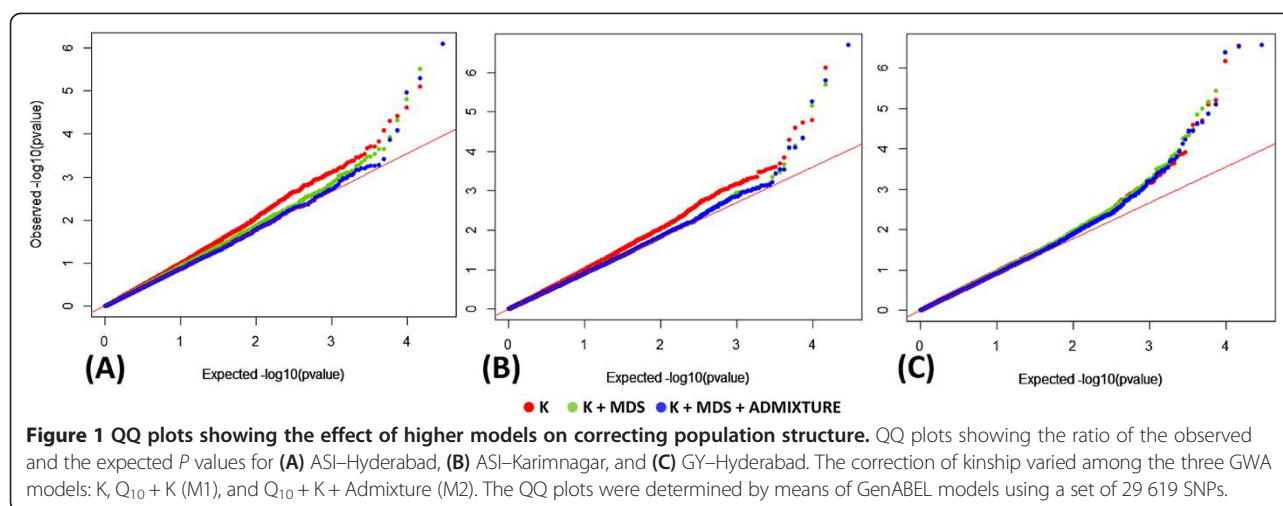 6
5
4
3
2
1
0
Observed -log10(pvalue)
0 1 2 3 4
(A) Expected -log10(pvalue)
6
5
4
3
2
1
0
0 1 2 3 4
(B) Expected -log10(pvalue)
6
5
4
3
2
1
0
0 1 2 3 4
(C) Expected -log10(pvalue)
K K + MDS K + MDS + ADMIXTURE
Figure 1 QQ plots showing the effect of higher models on correcting population structure. QQ plots showing the ratio of the observed
and the expected P values for (A) ASI–Hyderabad, (B) ASI–Karimnagar, and (C) GY–Hyderabad. The correction of kinship varied among the three GWA
models: K, Q10 + K (M1), and Q10 + K + Admixture (M2). The QQ plots were determined by means of GenABEL models using a set of 29 619 SNPs.